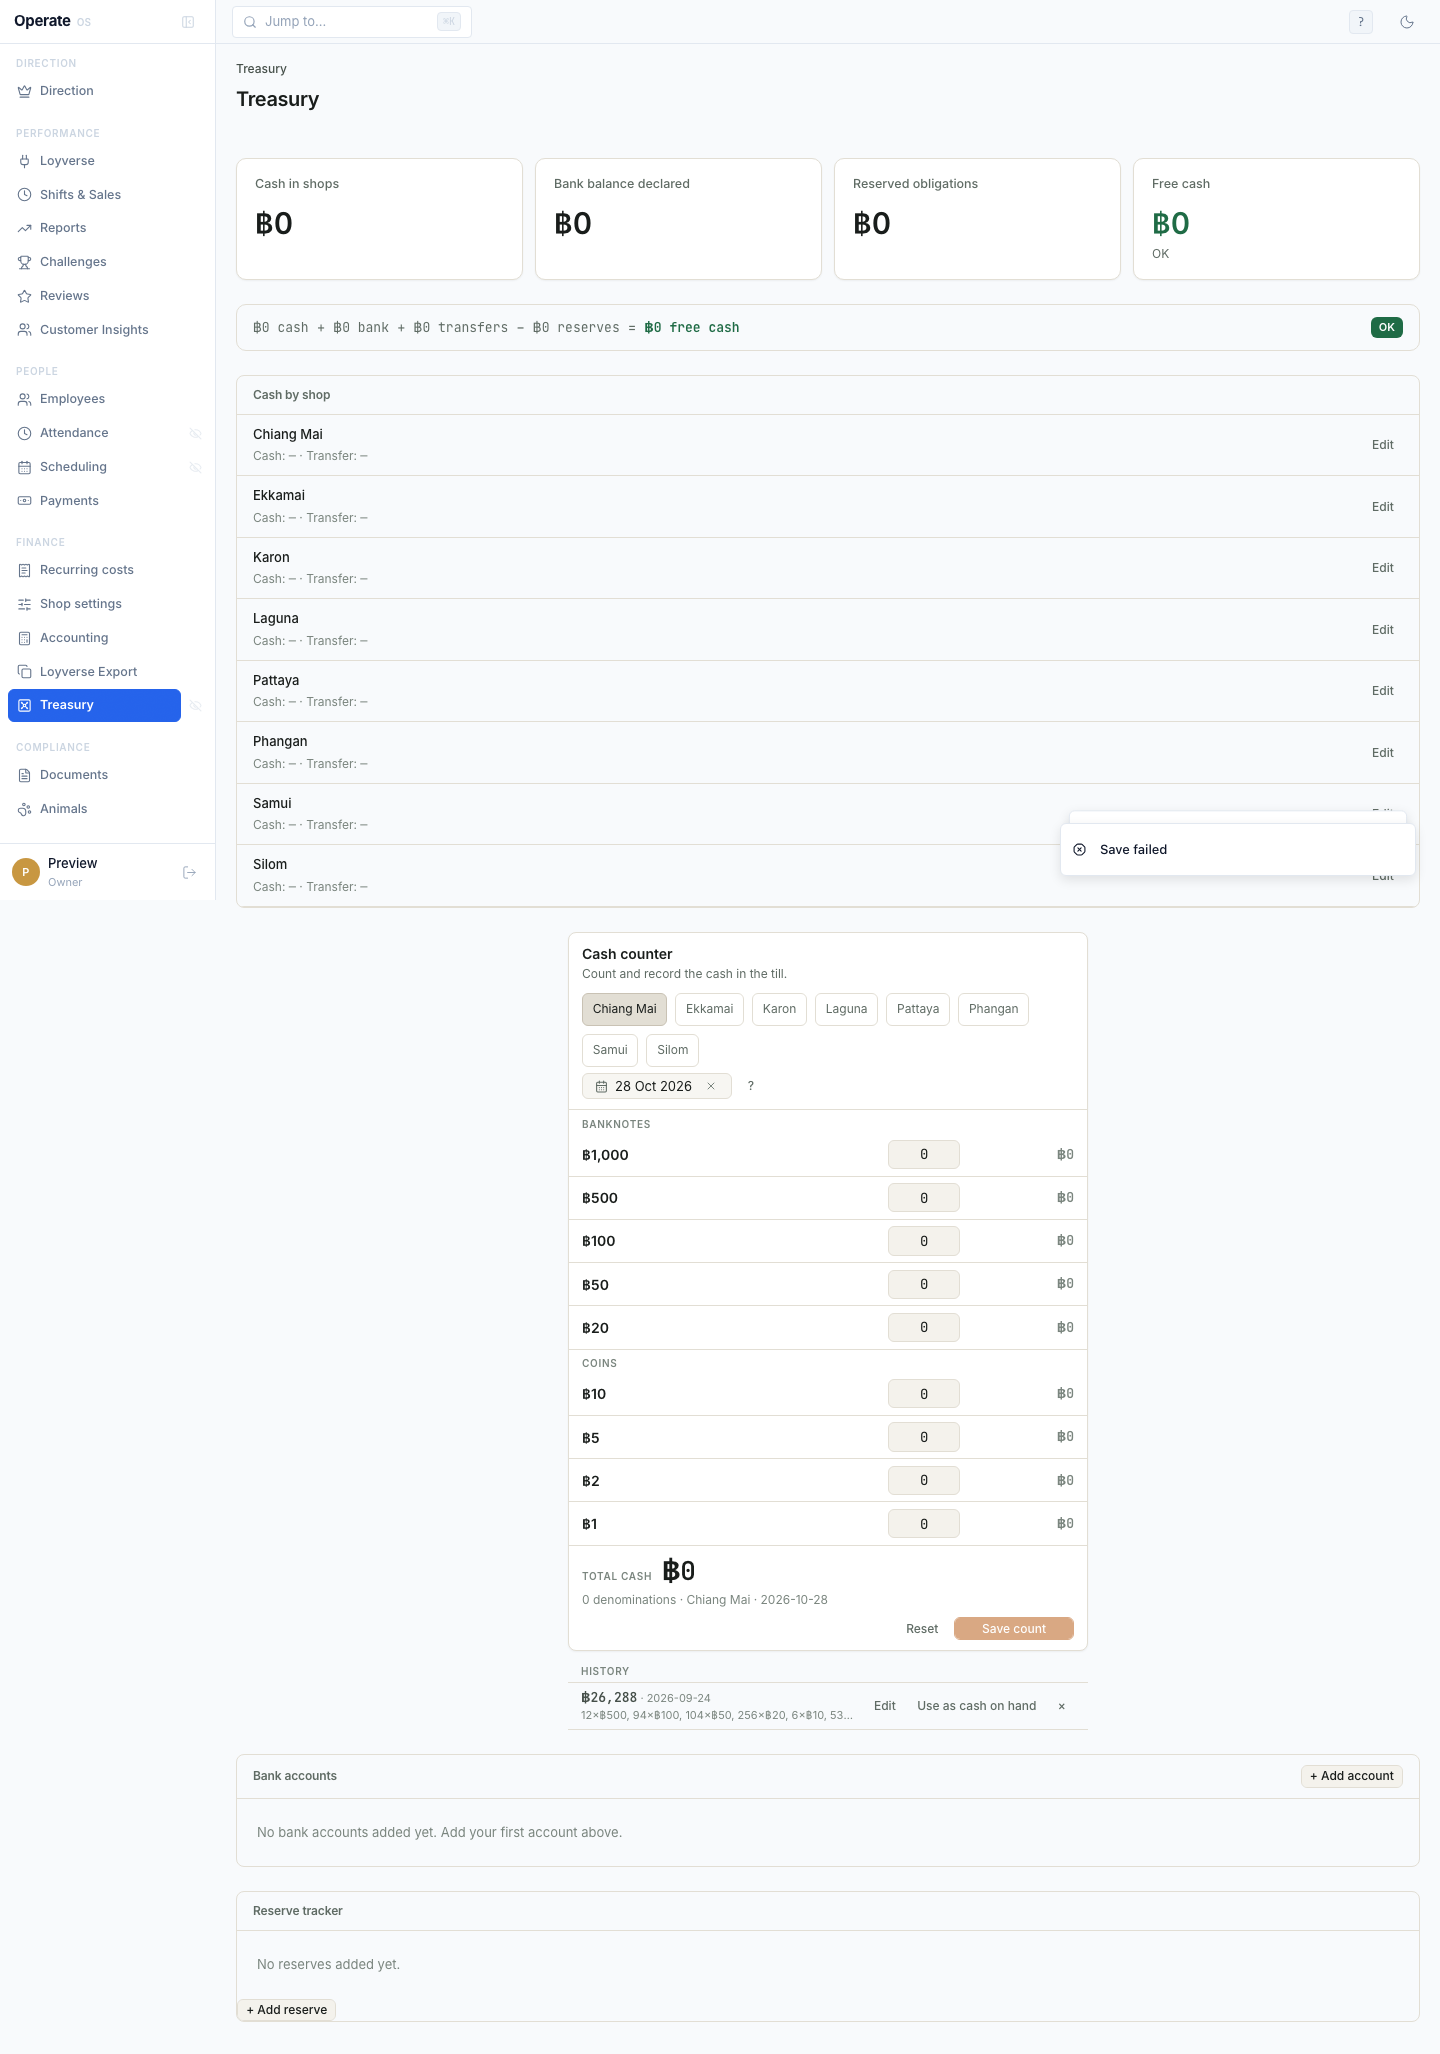 Operate OS
Jump to...
⌘K
?
DIRECTION
Direction
PERFORMANCE
Loyverse
Shifts & Sales
Reports
Challenges
Reviews
Customer Insights
PEOPLE
Employees
Attendance
Scheduling
Payments
FINANCE
Recurring costs
Shop settings
Accounting
Loyverse Export
Treasury
COMPLIANCE
Documents
Animals
P
Preview
Owner
Treasury
Treasury
Cash in shops
฿0
Bank balance declared
฿0
Reserved obligations
฿0
Free cash
฿0
OK
฿0 cash + ฿0 bank + ฿0 transfers − ฿0 reserves = ฿0 free cash
OK
Cash by shop
Chiang Mai
Cash: — · Transfer: —
Edit
Ekkamai
Cash: — · Transfer: —
Edit
Karon
Cash: — · Transfer: —
Edit
Laguna
Cash: — · Transfer: —
Edit
Pattaya
Cash: — · Transfer: —
Edit
Phangan
Cash: — · Transfer: —
Edit
Samui
Cash: — · Transfer: —
Edit
Save failed
Silom
Cash: — · Transfer: —
Edit
Cash counter
Count and record the cash in the till.
Chiang Mai Ekkamai Karon Laguna Pattaya Phangan
Samui Silom
28 Oct 2026 × ?
BANKNOTES
฿1,000 0 ฿0
฿500 0 ฿0
฿100 0 ฿0
฿50 0 ฿0
฿20 0 ฿0
COINS
฿10 0 ฿0
฿5 0 ฿0
฿2 0 ฿0
฿1 0 ฿0
TOTAL CASH ฿0
0 denominations · Chiang Mai · 2026-10-28
Reset Save count
HISTORY
฿26,288 · 2026-09-24
12×฿500, 94×฿100, 104×฿50, 256×฿20, 6×฿10, 53...
Edit Use as cash on hand ×
Bank accounts
+ Add account
No bank accounts added yet. Add your first account above.
Reserve tracker
No reserves added yet.
+ Add reserve